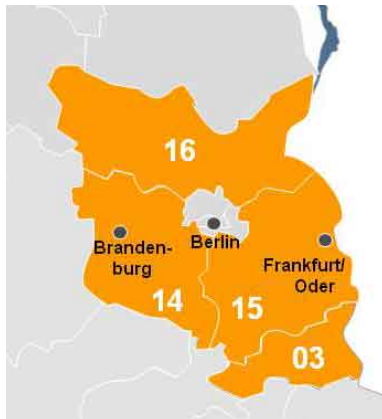 16
Berlin
Branden-
burg
Frankfurt/
Oder
14
15
03